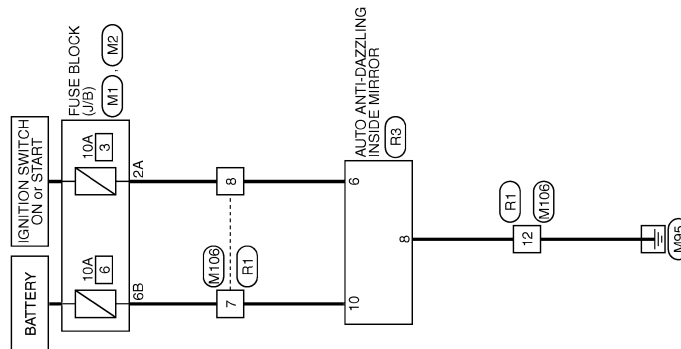 BATTERY
IGNITION SWITCH
ON or START
10A
6
10A
3
FUSE BLOCK
(J/B)
M1 , M2
6B
2A
7
8
M106
R1
10
6
8
AUTO ANTI-DAZZLING
INSIDE MIRROR
R3
12
R1
M106
M95